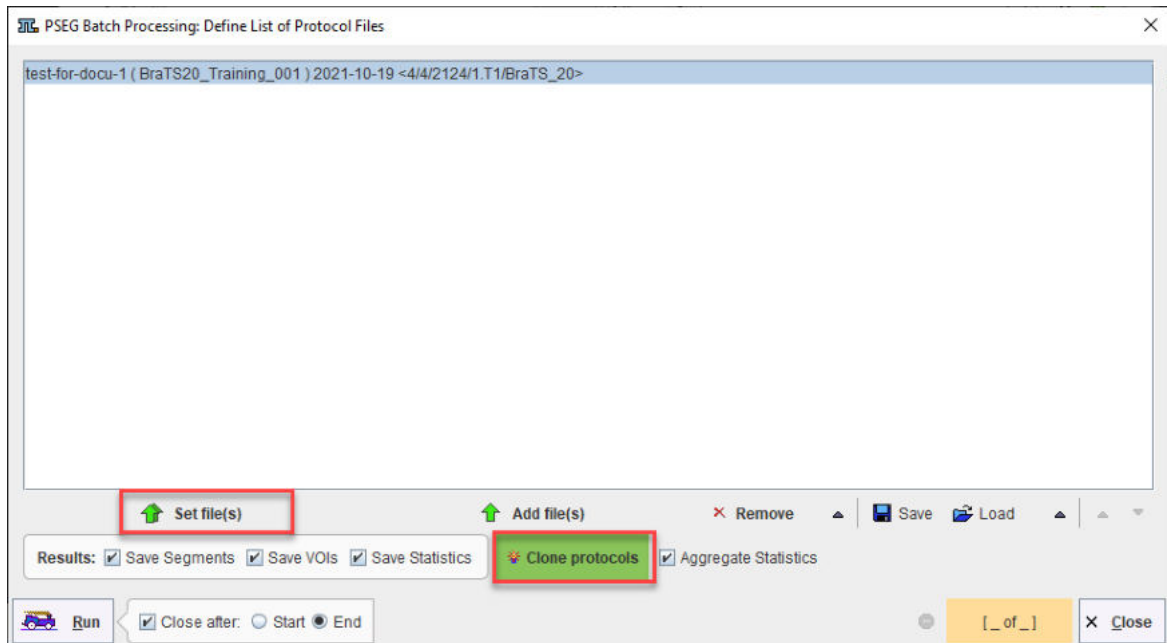 PSEG Batch Processing: Define List of Protocol Files
test-for-docu-1 ( BraTS20_Training_001 ) 2021-10-19 <4/4/2124/1.T1/BraTS_20>
Set file(s) Add file(s) Remove Save Load
Results: Save Segments Save VOIs Save Statistics Clone protocols Aggregate Statistics
Run Close after: Start End [ _ of _ ] Close